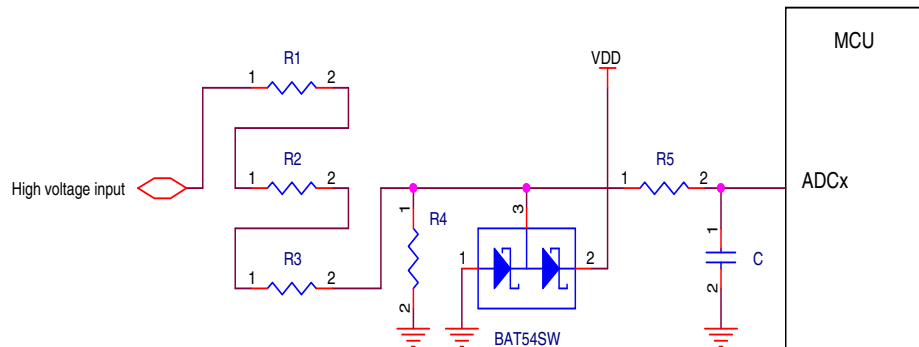 MCU
R1
VDD
1 2
R2
R5
High voltage input
1 2
1 2
ADCx
1
3
R4
R3
1
1 2
1 2
C
2
2
BAT54SW